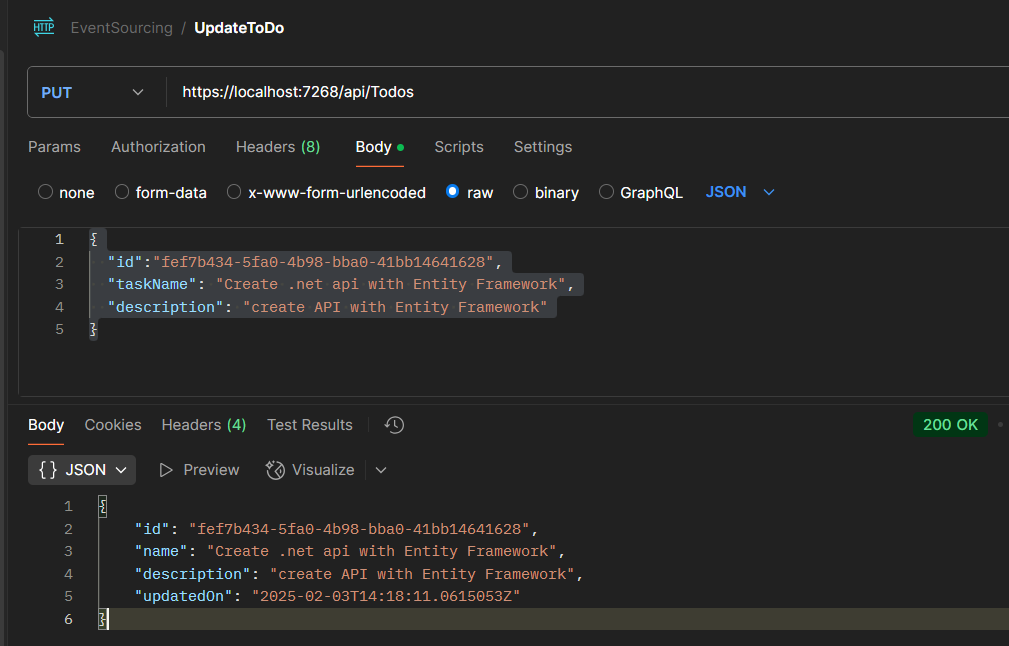 HTTP EventSourcing / UpdateToDo
PUT https://localhost:7268/api/Todos
Params Authorization Headers (8) Body Scripts Settings
none form-data x-www-form-urlencoded raw binary GraphQL JSON
1 {
2 "id":"fef7b434-5fa0-4b98-bba0-41bb14641628",
3 "taskName": "Create .net api with Entity Framework",
4 "description": "create API with Entity Framework"
5 }
Body Cookies Headers (4) Test Results 200 OK
{ } JSON Preview Visualize
1 {
2 "id": "fef7b434-5fa0-4b98-bba0-41bb14641628",
3 "name": "Create .net api with Entity Framework",
4 "description": "create API with Entity Framework",
5 "updatedOn": "2025-02-03T14:18:11.0615053Z"
6 }